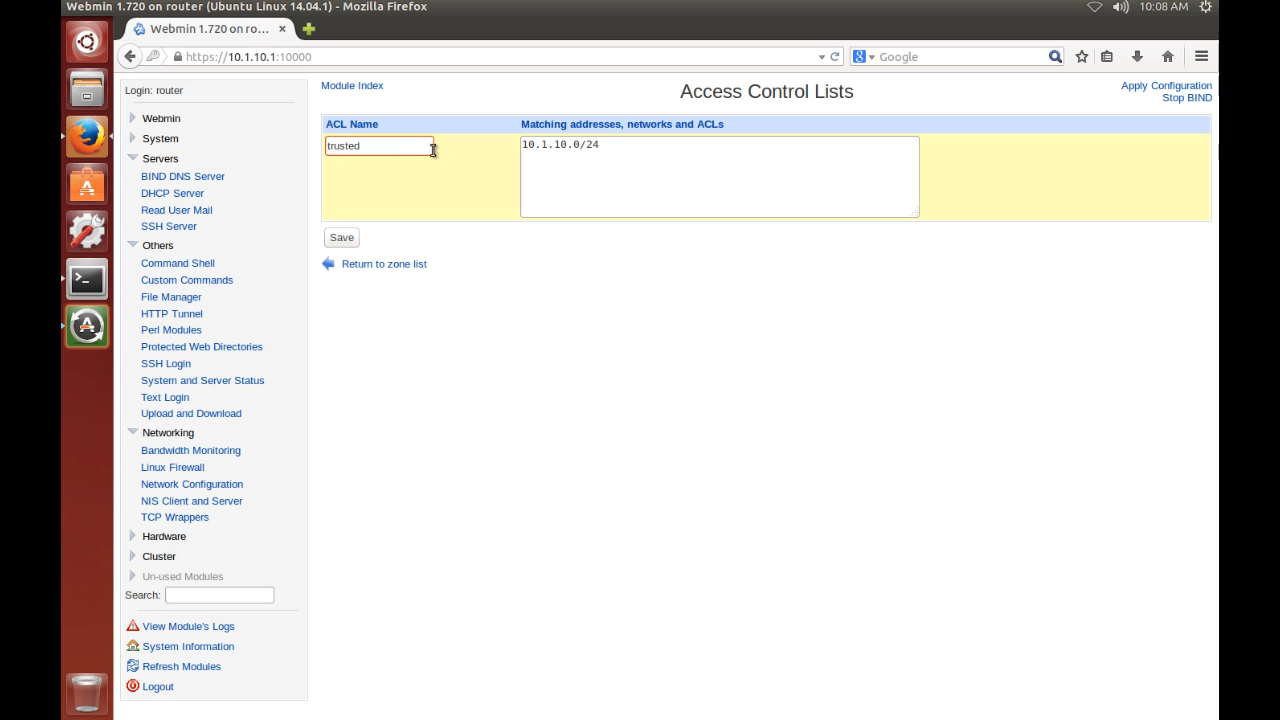 Webmin 1.720 on router (Ubuntu Linux 14.04.1) - Mozilla Firefox
10:08 AM
Webmin 1.720 on ro... ×
https://10.1.10.1:10000
Google
Login: router
Webmin
System
Servers
BIND DNS Server
DHCP Server
Read User Mail
SSH Server
Others
Command Shell
Custom Commands
File Manager
HTTP Tunnel
Perl Modules
Protected Web Directories
SSH Login
System and Server Status
Text Login
Upload and Download
Networking
Bandwidth Monitoring
Linux Firewall
Network Configuration
NIS Client and Server
TCP Wrappers
Hardware
Cluster
Un-used Modules
Search:
View Module's Logs
System Information
Refresh Modules
Logout
Module Index
Access Control Lists
Apply Configuration
Stop BIND
ACL Name
Matching addresses, networks and ACLs
trusted
10.1.10.0/24
Save
Return to zone list